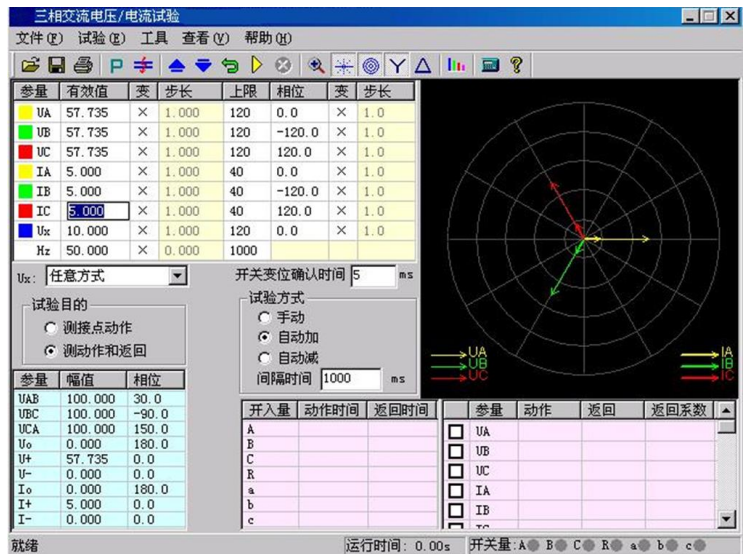 三相交流电压/电流试验
文件(F) 试验(E) 工具 查看(V) 帮助(H)
P
参量 有效值 变 步长 上限 相位 变 步长
UA 57.735 × 1.000 120 0.0 × 1.0
UB 57.735 × 1.000 120 -120.0 × 1.0
UC 57.735 × 1.000 120 120.0 × 1.0
IA 5.000 × 1.000 40 0.0 × 1.0
IB 5.000 × 1.000 40 -120.0 × 1.0
IC 5.000 × 1.000 40 120.0 × 1.0
Ux 10.000 × 1.000 120 0.0 × 1.0
Hz 50.000 × 0.000 1000
Ux: 任意方式 开关变位确认时间 5 ms
试验目的
测接点动作
测动作和返回
试验方式
手动
自动加
自动减
间隔时间 1000 ms
UA
UB
UC
IA
IB
IC
参量 幅值 相位
UAB 100.000 30.0
UBC 100.000 -90.0
UCA 100.000 150.0
Uo 0.000 180.0
U+ 57.735 0.0
U- 0.000 0.0
Io 0.000 180.0
I+ 5.000 0.0
I- 0.000 0.0
开入量 动作时间 返回时间
A
B
C
R
a
b
c
参量 动作 返回 返回系数
UA
UB
UC
IA
IB
IC
就绪 运行时间: 0.00s 开关量:A B C R a b c